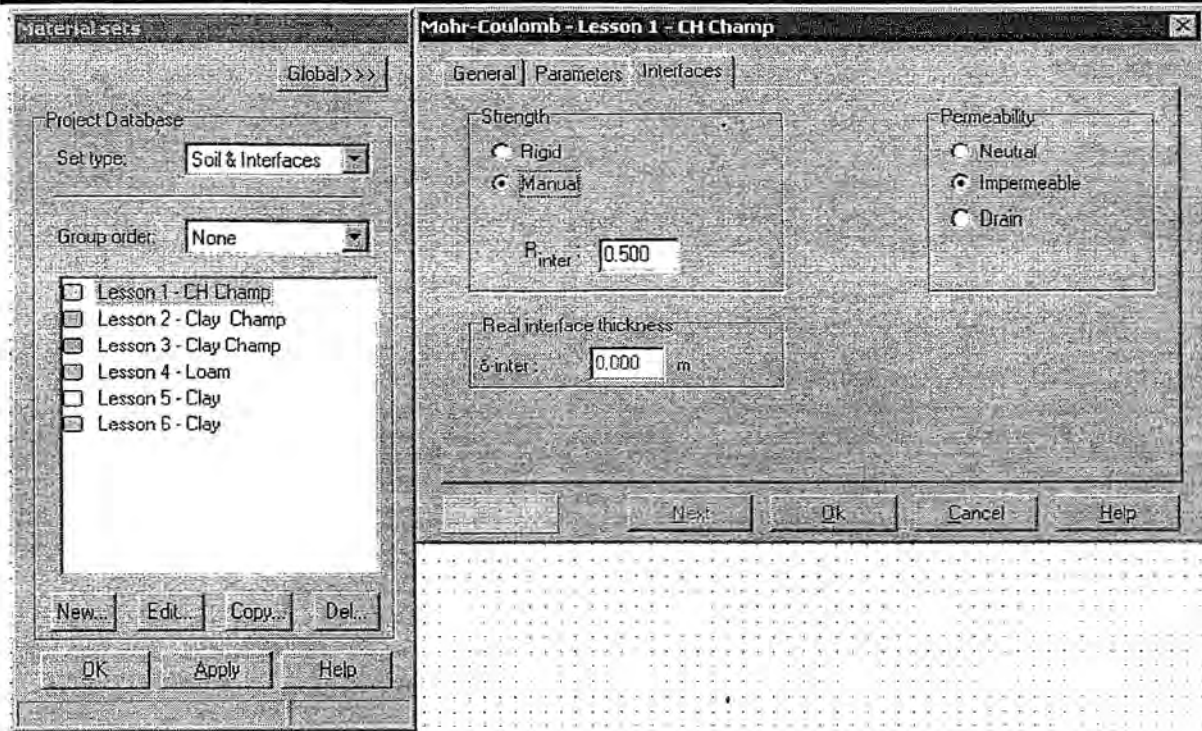 Material sets
Global >>>
Project Database
Set type:
Soil & Interfaces
Group order:
None
Lesson 1 - CH Champ
Lesson 2 - Clay Champ
Lesson 3 - Clay Champ
Lesson 4 - Loam
Lesson 5 - Clay
Lesson 6 - Clay
New...
Edit...
Copy...
Del...
OK
Apply
Help
Mohr-Coulomb - Lesson 1 - CH Champ
General
Parameters
Interfaces
Strength
Rigid
Manual
Rinter :
0.500
Real interface thickness
δ-inter :
0.000
m
Permeability
Neutral
Impermeable
Drain
Next
Ok
Cancel
Help